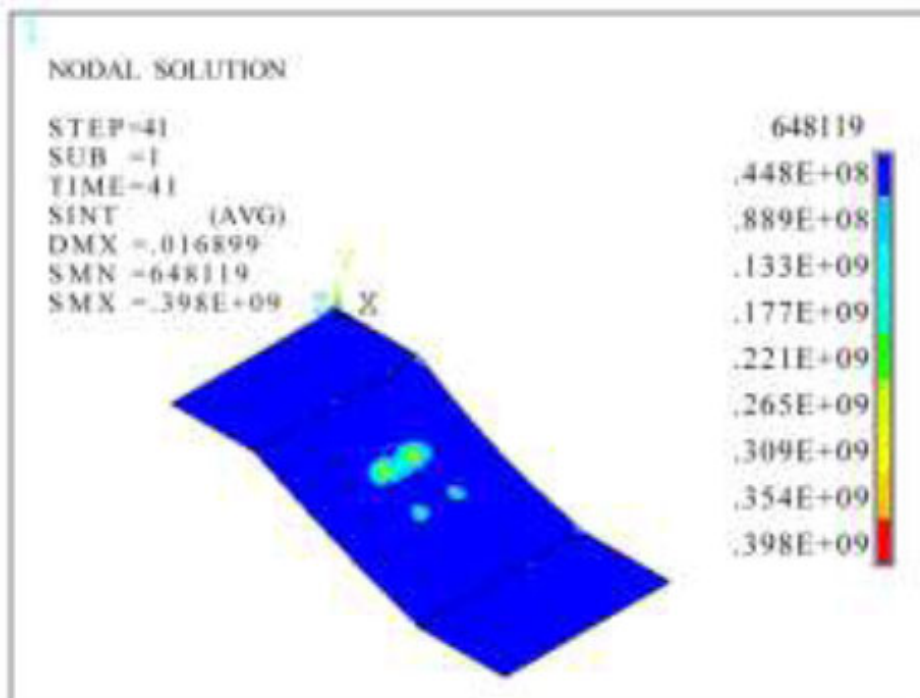 1
NODAL SOLUTION
STEP=41
SUB =1
TIME=41
SINT (AVG)
DMX =.016899
SMN =648119
SMX =.398E+09
Y
Z X
648119
.448E+08
.889E+08
.133E+09
.177E+09
.221E+09
.265E+09
.309E+09
.354E+09
.398E+09